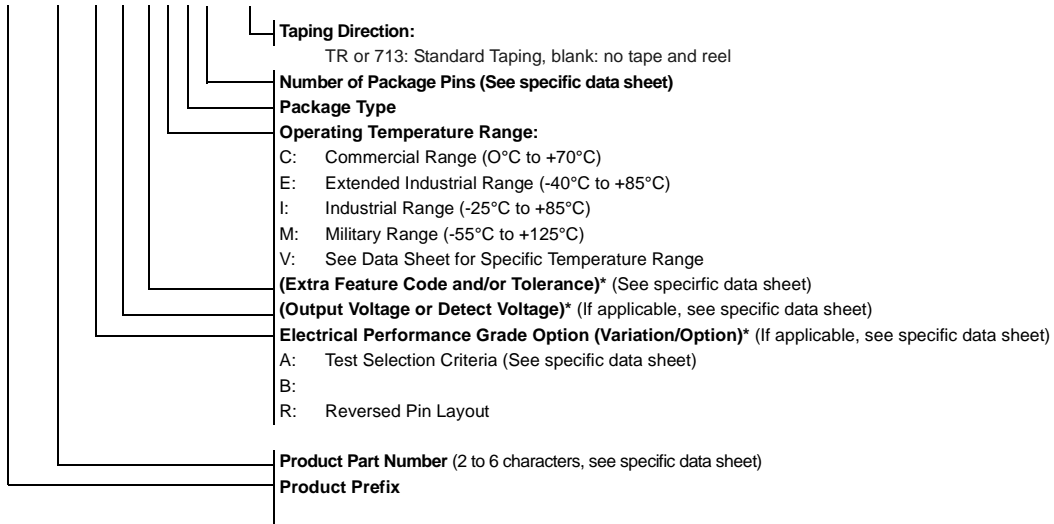 Taping Direction:
TR or 713: Standard Taping, blank: no tape and reel
Number of Package Pins (See specific data sheet)
Package Type
Operating Temperature Range:
C: Commercial Range (O°C to +70°C)
E: Extended Industrial Range (-40°C to +85°C)
I: Industrial Range (-25°C to +85°C)
M: Military Range (-55°C to +125°C)
V: See Data Sheet for Specific Temperature Range
(Extra Feature Code and/or Tolerance)* (See specirfic data sheet)
(Output Voltage or Detect Voltage)* (If applicable, see specific data sheet)
Electrical Performance Grade Option (Variation/Option)* (If applicable, see specific data sheet)
A: Test Selection Criteria (See specific data sheet)
B:
R: Reversed Pin Layout
Product Part Number (2 to 6 characters, see specific data sheet)
Product Prefix